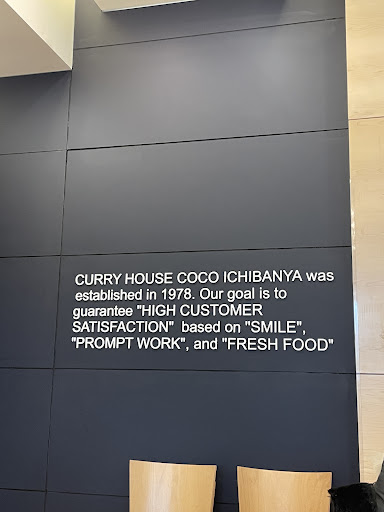 CURRY HOUSE COCO ICHIBANYA was
established in 1978. Our goal is to
guarantee "HIGH CUSTOMER
SATISFACTION" based on "SMILE",
"PROMPT WORK", and "FRESH FOOD"